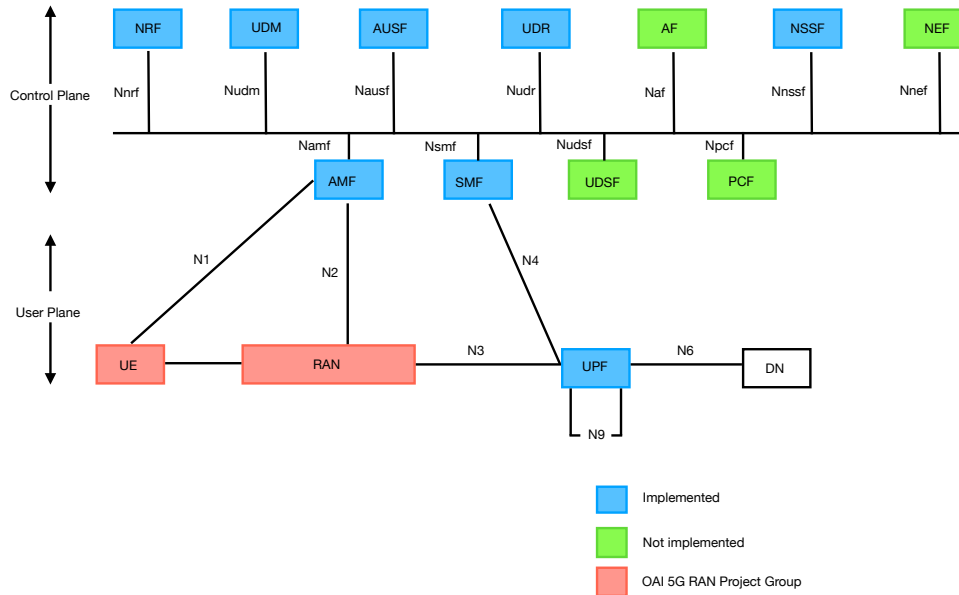 NRF
UDM
AUSF
UDR
AF
NSSF
NEF
Control Plane
Nnrf
Nudm
Nausf
Nudr
Naf
Nnssf
Nnef
Namf
Nsmf
Nudsf
Npcf
AMF
SMF
UDSF
PCF
N1
N2
N4
User Plane
UE
RAN
N3
UPF
N6
DN
N9
Implemented
Not implemented
OAI 5G RAN Project Group